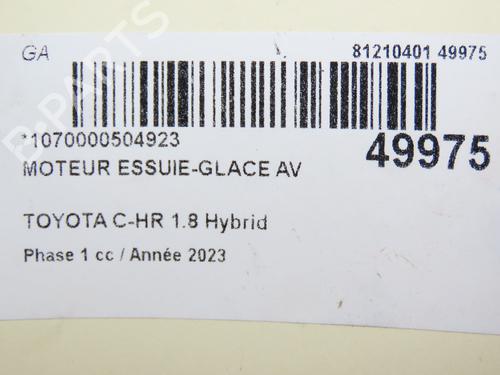 GA 81210401 49975
*1070000504923 49975
MOTEUR ESSUIE-GLACE AV
TOYOTA C-HR 1.8 Hybrid
Phase 1 cc / Année 2023
B-PARTS